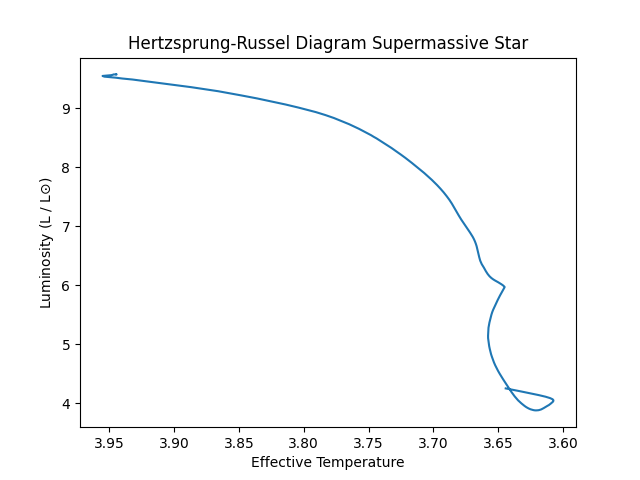 Hertzsprung-Russel Diagram Supermassive Star
Luminosity (L / L⊙)
9
8
7
6
5
4
3.95 3.90 3.85 3.80 3.75 3.70 3.65 3.60
Effective Temperature